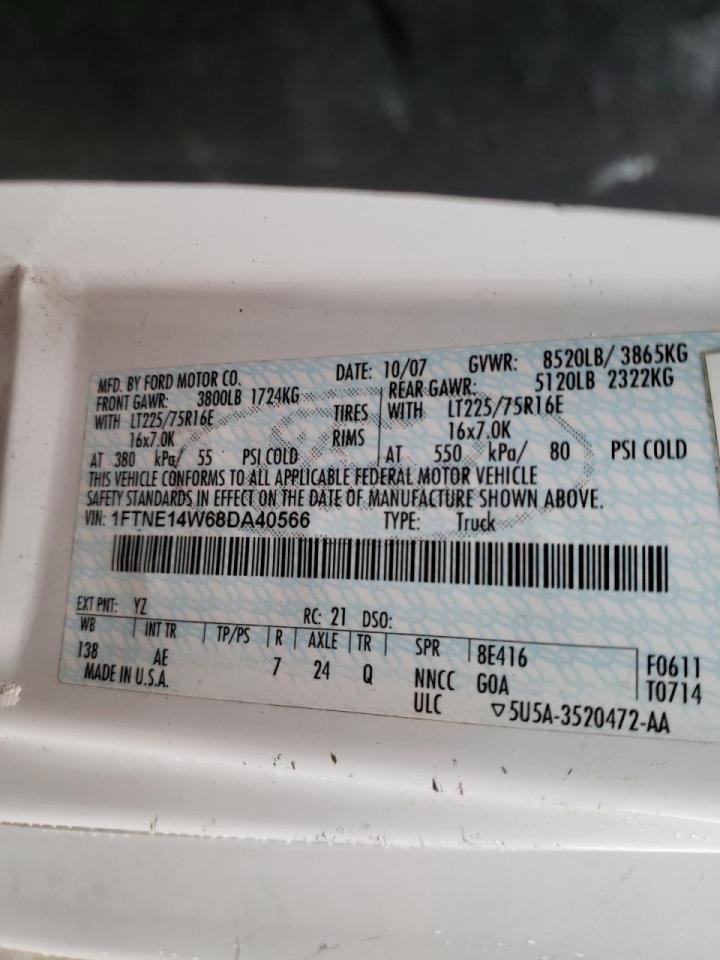 MFD. BY FORD MOTOR CO. DATE: 10/07 GVWR: 8520LB/ 3865KG
FRONT GAWR: 3800LB 1724KG REAR GAWR: 5120LB 2322KG
WITH LT225/75R16E TIRES WITH LT225/75R16E
16x7.0K RIMS 16x7.0K
AT 380 kPa/ 55 PSI COLD AT 550 kPa/ 80 PSI COLD
THIS VEHICLE CONFORMS TO ALL APPLICABLE FEDERAL MOTOR VEHICLE
SAFETY STANDARDS IN EFFECT ON THE DATE OF MANUFACTURE SHOWN ABOVE.
VIN: 1FTNE14W68DA40566 TYPE: Truck
EXT PNT: YZ RC: 21 DSO:
WB INT TR TP/PS R AXLE TR SPR 8E416 F0611
138 AE 7 24 Q NNCC G0A T0714
MADE IN U.S.A. ULC ▽5U5A-3520472-AA